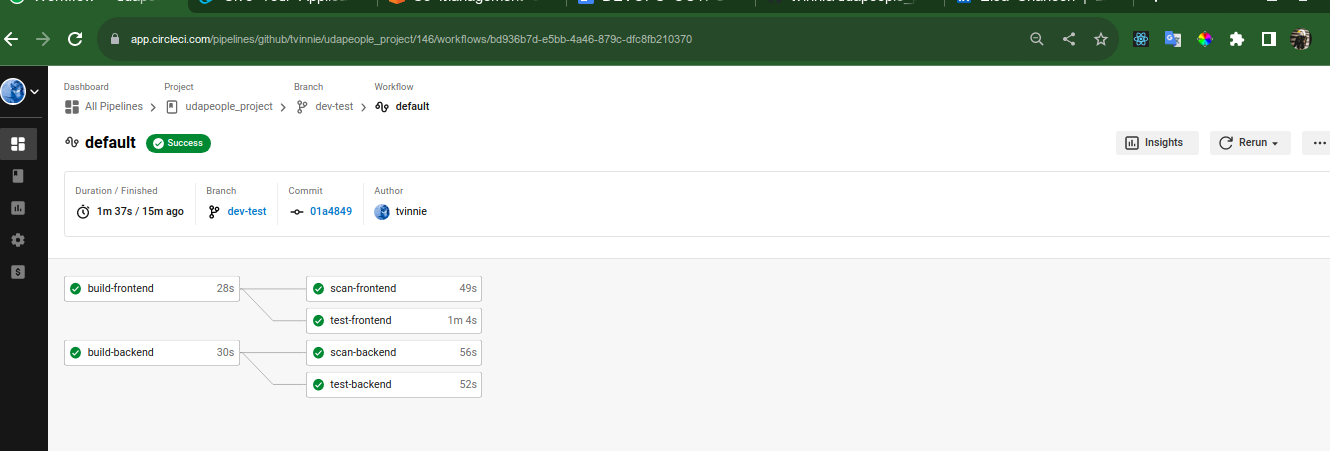 app.circleci.com/pipelines/github/tvinnie/udapeople_project/146/workflows/bd936b7d-e5bb-4a46-879c-dfc8fb210370
Dashboard Project Branch Workflow
All Pipelines udapeople_project dev-test default
default Success Insights Rerun
Duration / Finished Branch Commit Author
1m 37s / 15m ago dev-test 01a4849 tvinnie
build-frontend 28s scan-frontend 49s
test-frontend 1m 4s
build-backend 30s scan-backend 56s
test-backend 52s